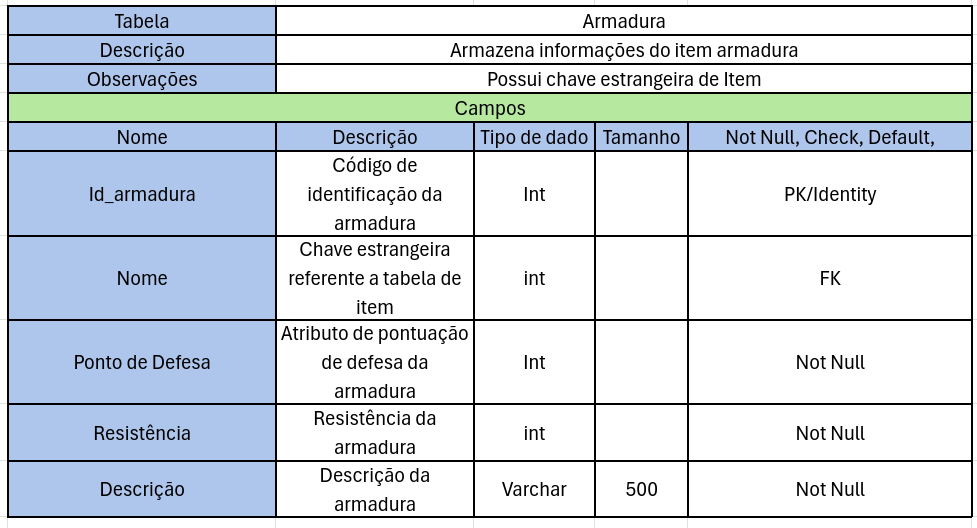 Tabela Armadura
Descrição Armazena informações do item armadura
Observações Possui chave estrangeira de Item
Campos
Nome Descrição Tipo de dado Tamanho Not Null, Check, Default,
Id_armadura Código de identificação da armadura Int PK/Identity
Nome Chave estrangeira referente a tabela de item int FK
Ponto de Defesa Atributo de pontuação de defesa da armadura Int Not Null
Resistência Resistência da armadura int Not Null
Descrição Descrição da armadura Varchar 500 Not Null